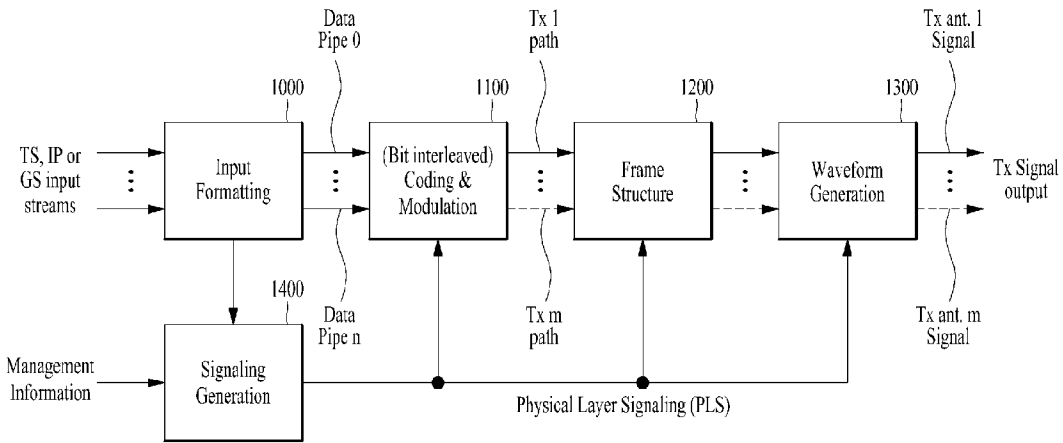 Data
Pipe 0
Tx 1
path
Tx ant. 1
Signal
1000
1100
1200
1300
TS, IP or
GS input
streams
Input
Formatting
(Bit interleaved)
Coding &
Modulation
Frame
Structure
Waveform
Generation
Tx Signal
output
1400
Data
Pipe n
Tx m
path
Tx ant. m
Signal
Management
Information
Signaling
Generation
Physical Layer Signaling (PLS)